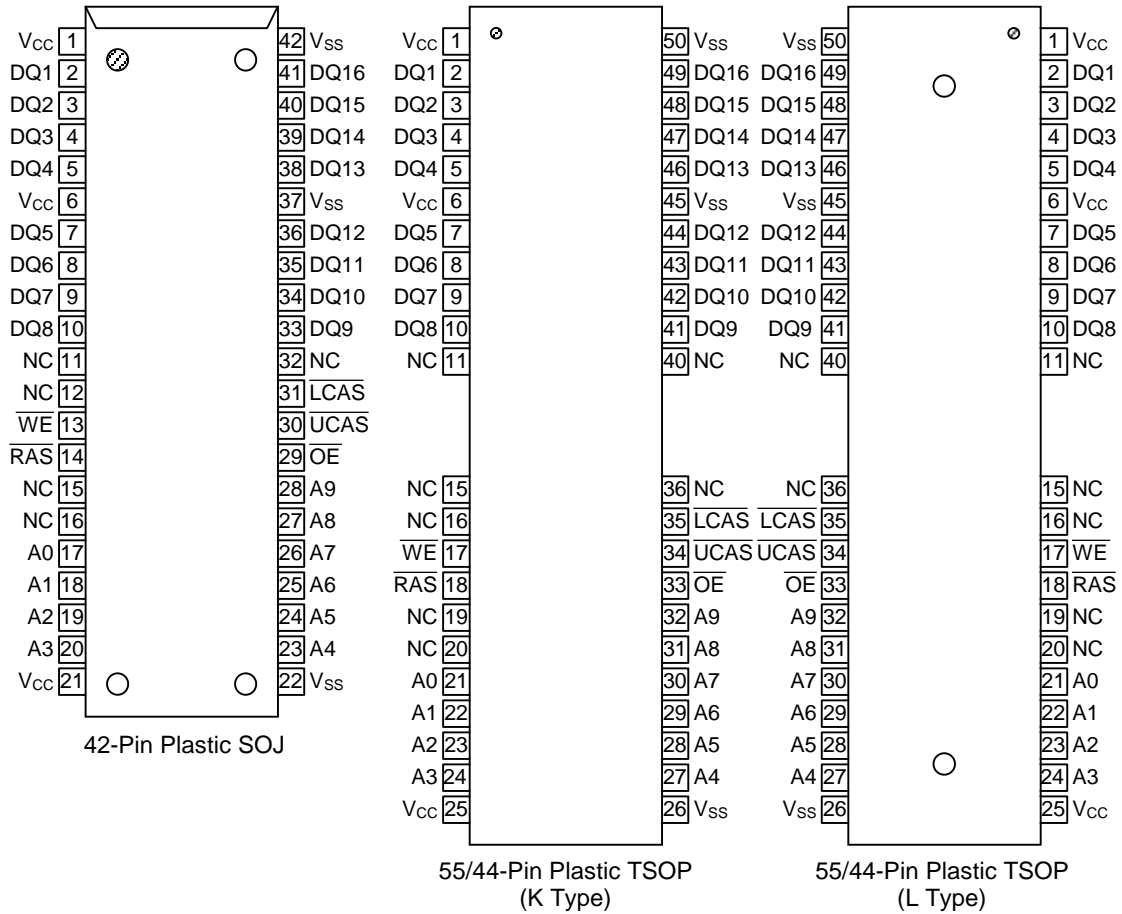 VCC 1 42 VSS VCC 1 50 VSS VSS 50 1 VCC
DQ1 2 41 DQ16 DQ1 2 49 DQ16 DQ16 49 2 DQ1
DQ2 3 40 DQ15 DQ2 3 48 DQ15 DQ15 48 3 DQ2
DQ3 4 39 DQ14 DQ3 4 47 DQ14 DQ14 47 4 DQ3
DQ4 5 38 DQ13 DQ4 5 46 DQ13 DQ13 46 5 DQ4
VCC 6 37 VSS VCC 6 45 VSS VSS 45 6 VCC
DQ5 7 36 DQ12 DQ5 7 44 DQ12 DQ12 44 7 DQ5
DQ6 8 35 DQ11 DQ6 8 43 DQ11 DQ11 43 8 DQ6
DQ7 9 34 DQ10 DQ7 9 42 DQ10 DQ10 42 9 DQ7
DQ8 10 33 DQ9 DQ8 10 41 DQ9 DQ9 41 10 DQ8
NC 11 32 NC NC 11 40 NC NC 40 11 NC
NC 12 31 LCAS
WE 13 30 UCAS
RAS 14 29 OE
NC 15 28 A9 NC 15 36 NC NC 36 15 NC
NC 16 27 A8 NC 16 35 LCAS LCAS 35 16 NC
A0 17 26 A7 WE 17 34 UCAS UCAS 34 17 WE
A1 18 25 A6 RAS 18 33 OE OE 33 18 RAS
A2 19 24 A5 NC 19 32 A9 A9 32 19 NC
A3 20 23 A4 NC 20 31 A8 A8 31 20 NC
VCC 21 22 VSS A0 21 30 A7 A7 30 21 A0
A1 22 29 A6 A6 29 22 A1
A2 23 28 A5 A5 28 23 A2
A3 24 27 A4 A4 27 24 A3
VCC 25 26 VSS VSS 26 25 VCC
42-Pin Plastic SOJ
55/44-Pin Plastic TSOP
(K Type)
55/44-Pin Plastic TSOP
(L Type)